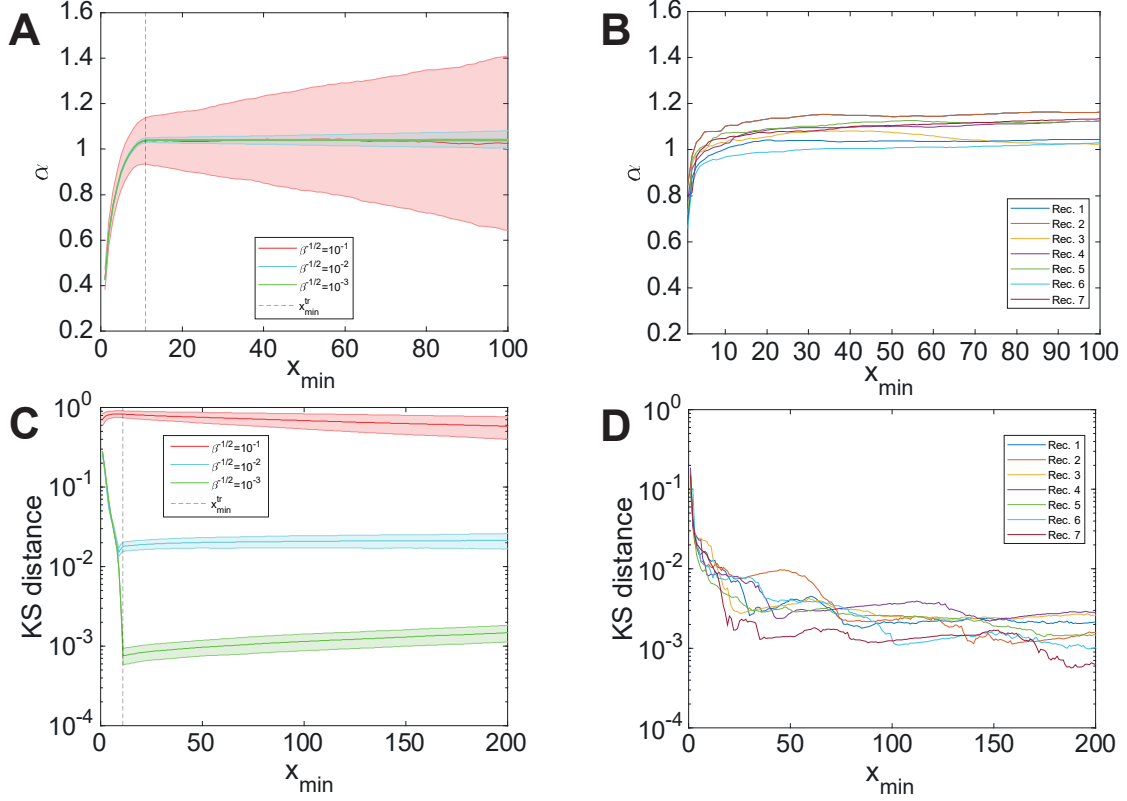 A
1.6
1.4
1.2
1
0.8
0.6
0.4
0.2
α
0 20 40 60 80 100
x_min
β^-1/2=10^-1
β^-1/2=10^-2
β^-1/2=10^-3
x_min^tr
B
1.6
1.4
1.2
1
0.8
0.6
0.4
0.2
α
10 20 30 40 50 60 70 80 90 100
x_min
Rec. 1
Rec. 2
Rec. 3
Rec. 4
Rec. 5
Rec. 6
Rec. 7
C
10^0
10^-1
10^-2
10^-3
10^-4
KS distance
0 50 100 150 200
x_min
β^-1/2=10^-1
β^-1/2=10^-2
β^-1/2=10^-3
x_min^tr
D
10^0
10^-1
10^-2
10^-3
10^-4
KS distance
0 50 100 150 200
x_min
Rec. 1
Rec. 2
Rec. 3
Rec. 4
Rec. 5
Rec. 6
Rec. 7